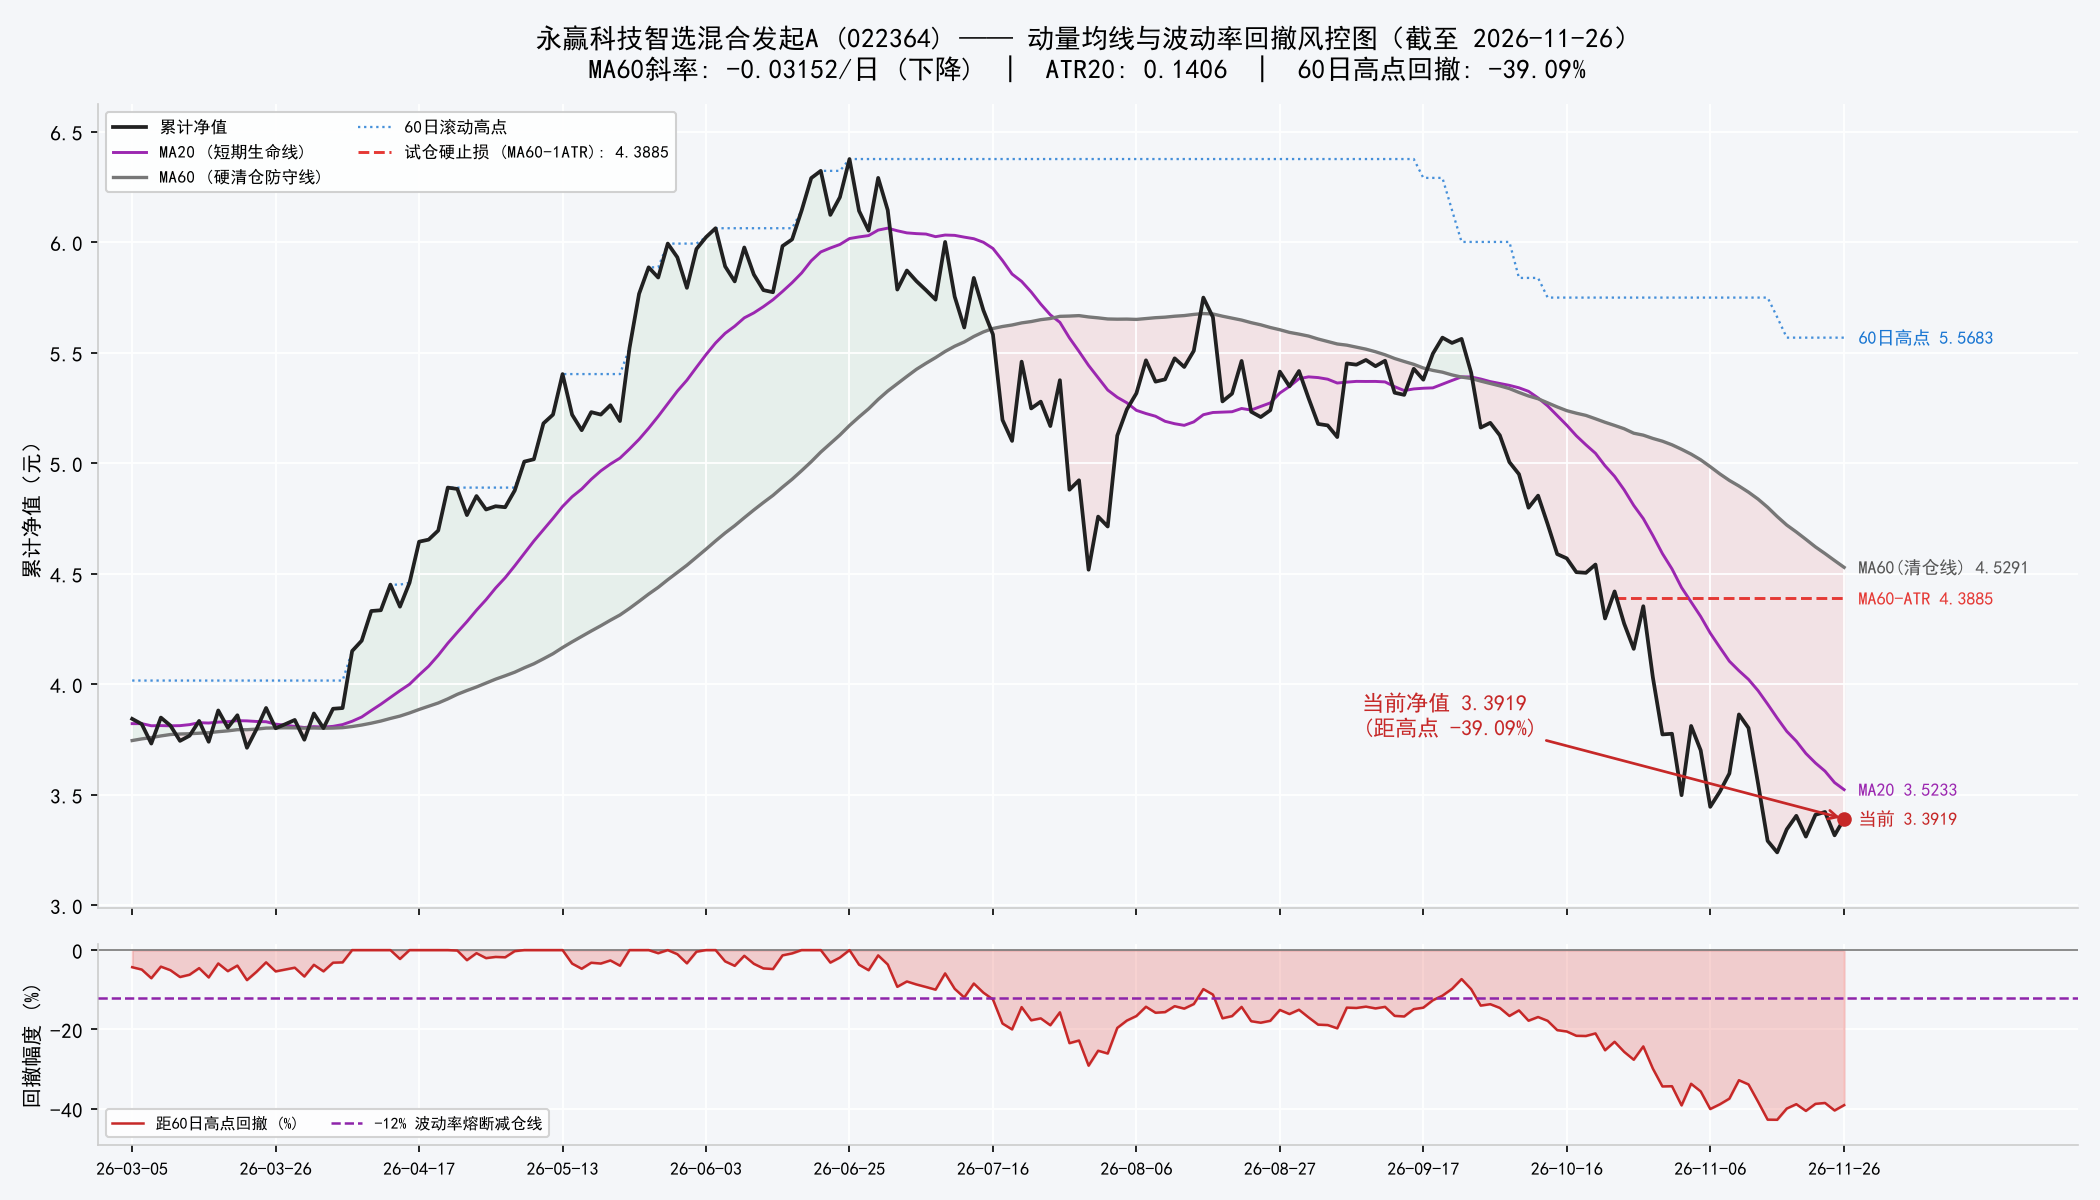 永赢科技智选混合发起A (022364) —— 动量均线与波动率回撤风控图 (截至 2026-11-26)
MA60斜率: -0.03152/日 (下降) | ATR20: 0.1406 | 60日高点回撤: -39.09%
累计净值
MA20 (短期生命线)
MA60 (硬清仓防守线)
60日滚动高点
试仓硬止损 (MA60-1ATR): 4.3885
累计净值 (元)
6.5
6.0
5.5
5.0
4.5
4.0
3.5
3.0
60日高点 5.5683
MA60(清仓线) 4.5291
MA60-ATR 4.3885
当前净值 3.3919
(距高点 -39.09%)
MA20 3.5233
当前 3.3919
回撤幅度 (%)
0
-20
-40
距60日高点回撤 (%)
-12% 波动率熔断减仓线
26-03-05
26-03-26
26-04-17
26-05-13
26-06-03
26-06-25
26-07-16
26-08-06
26-08-27
26-09-17
26-10-16
26-11-06
26-11-26